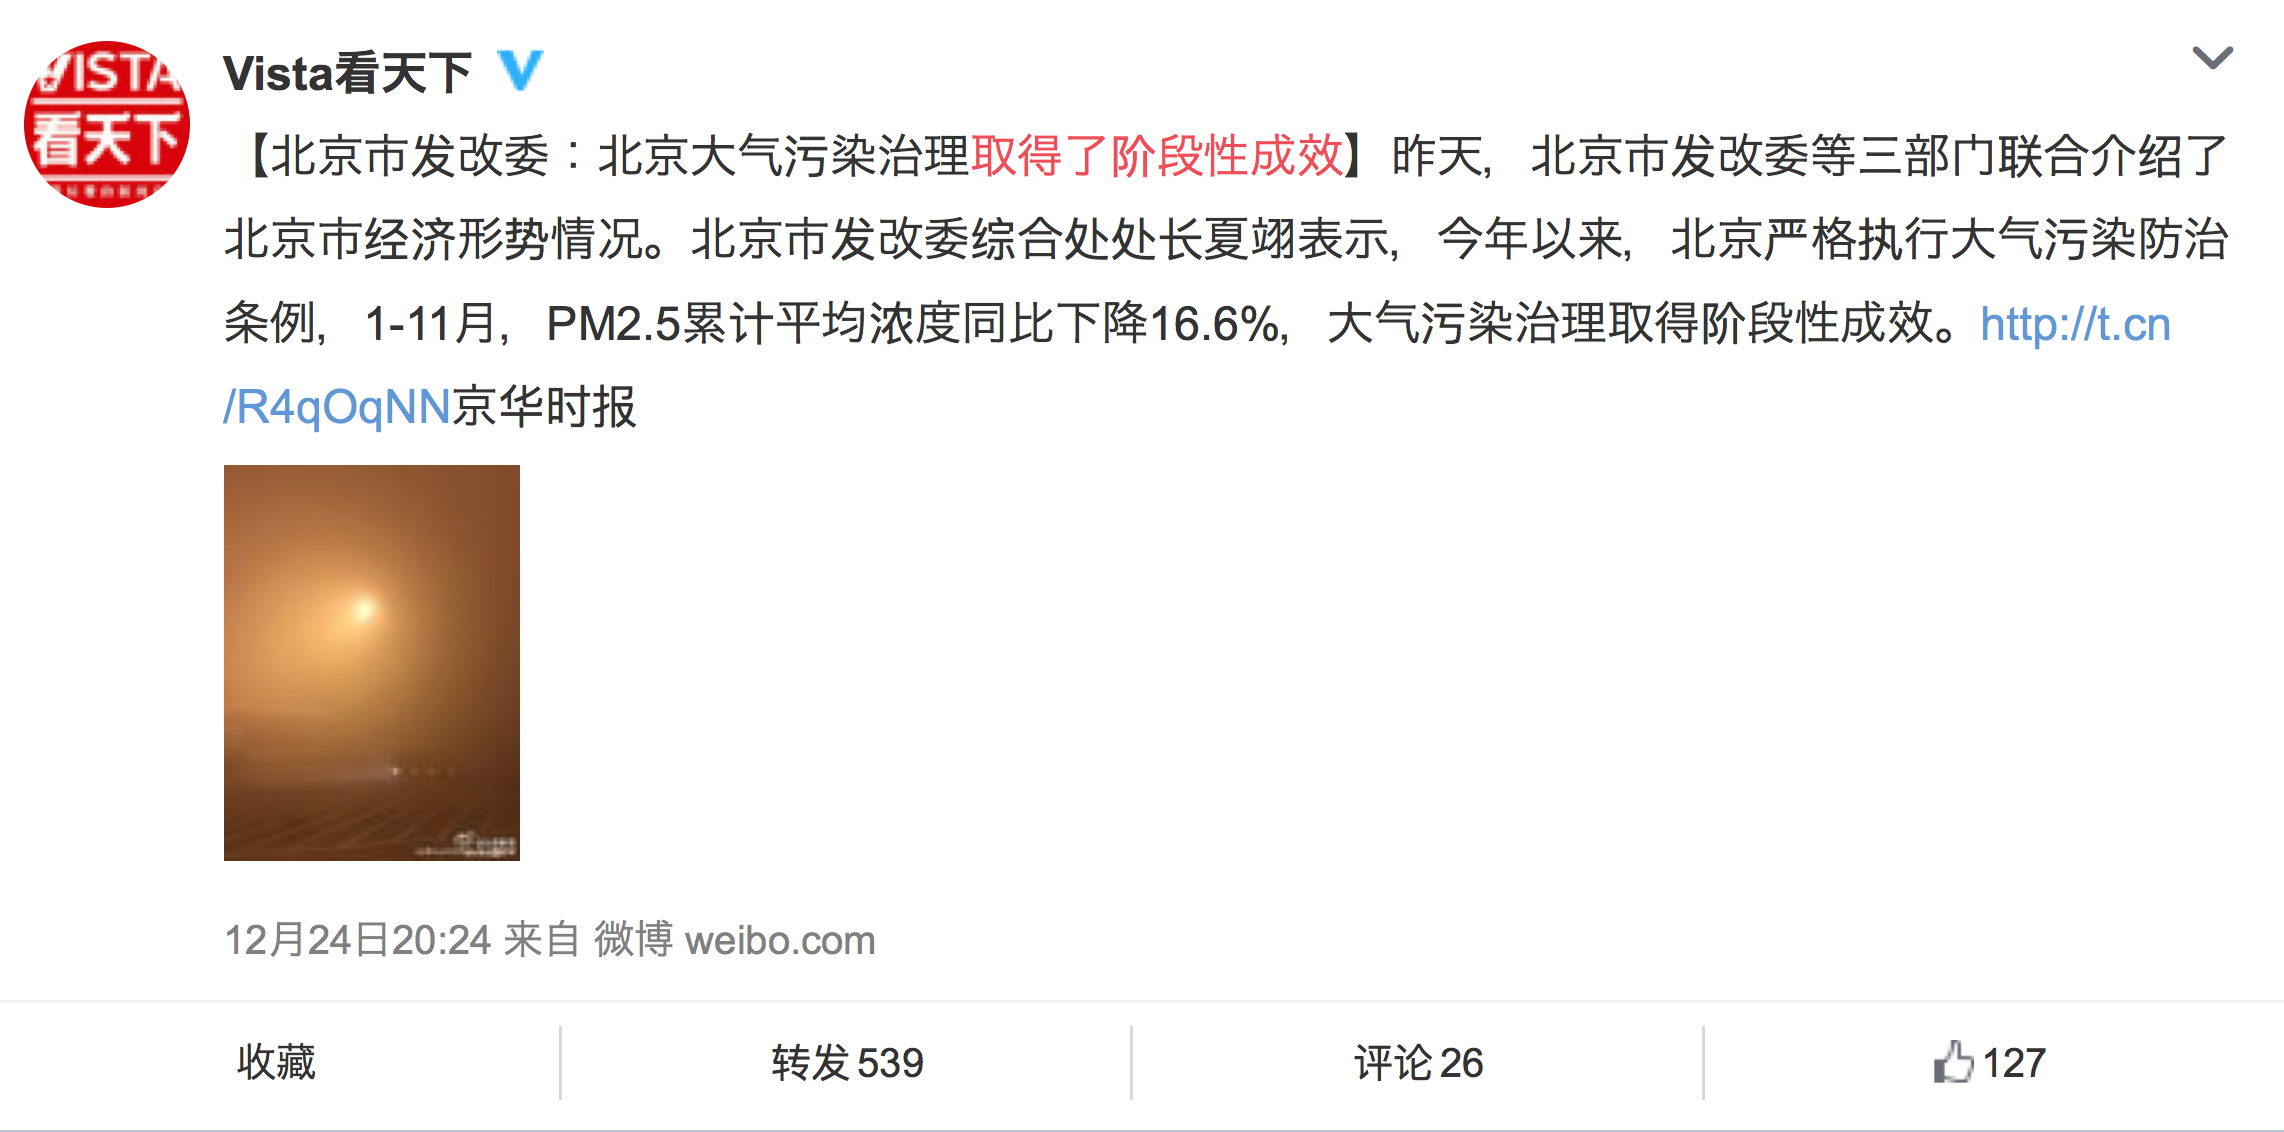 VISTA
看天下
Vista看天下
【北京市发改委：北京大气污染治理取得了阶段性成效】昨天，北京市发改委等三部门联合介绍了
北京市经济形势情况。北京市发改委综合处处长夏翊表示，今年以来，北京严格执行大气污染防治
条例，1-11月，PM2.5累计平均浓度同比下降16.6%，大气污染治理取得阶段性成效。http://t.cn
/R4qOqNN京华时报
12月24日20:24 来自 微博 weibo.com
收藏
转发 539
评论 26
127